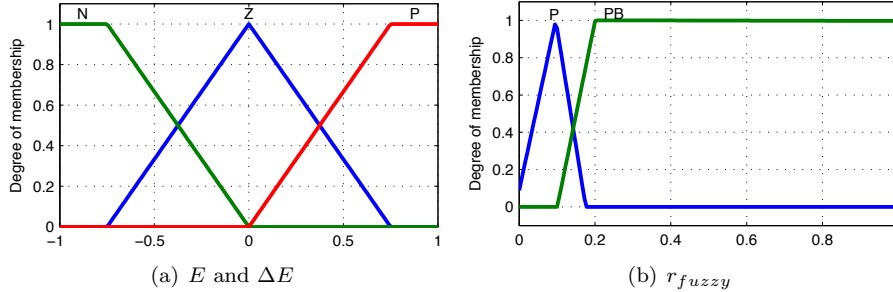 N Z P
Degree of membership
1
0.8
0.6
0.4
0.2
0
−1 −0.5 0 0.5 1
(a) E and ΔE
P PB
Degree of membership
1
0.8
0.6
0.4
0.2
0
0 0.2 0.4 0.6 0.8
(b) r_{fuzzy}